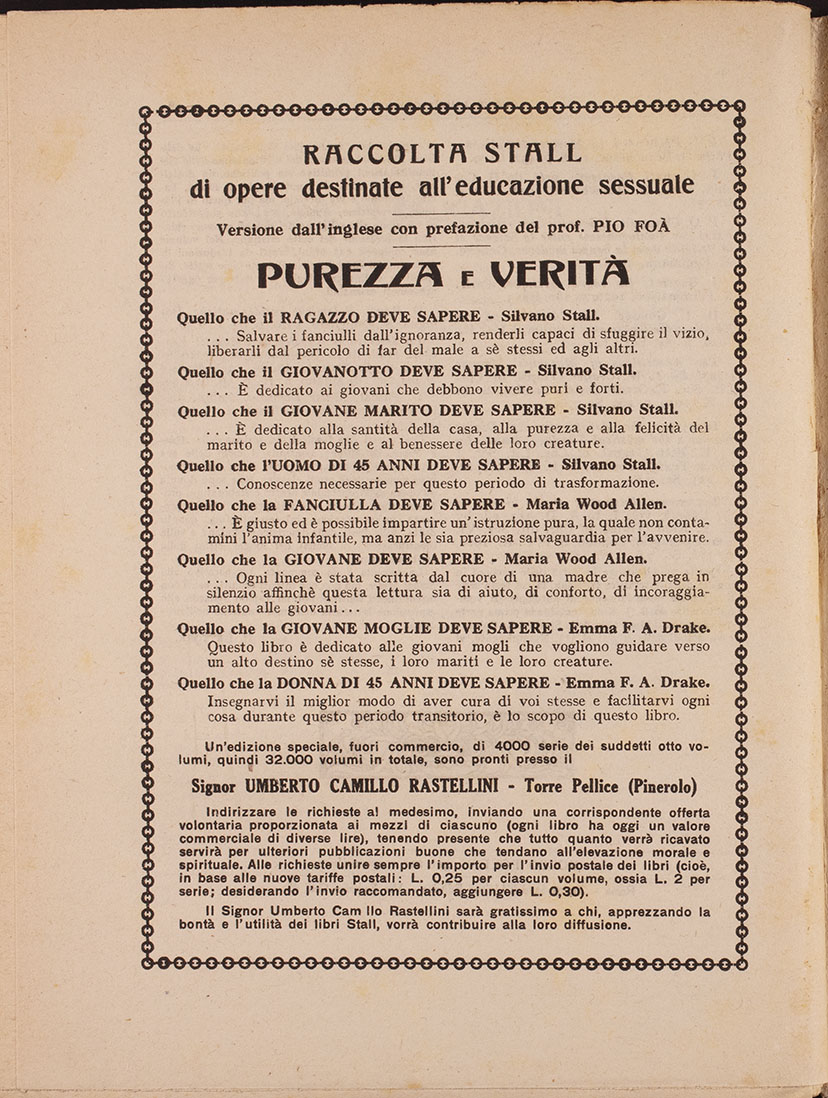 RACCOLTA STALL
di opere destinate all'educazione sessuale
Versione dall'inglese con prefazione del prof. PIO FOÀ
PUREZZA E VERITÀ
Quello che il RAGAZZO DEVE SAPERE - Silvano Stall.
... Salvare i fanciulli dall'ignoranza, renderli capaci di sfuggire il vizio,
liberarli dal pericolo di far del male a sè stessi ed agli altri.
Quello che il GIOVANOTTO DEVE SAPERE - Silvano Stall.
... È dedicato ai giovani che debbono vivere puri e forti.
Quello che il GIOVANE MARITO DEVE SAPERE - Silvano Stall.
... È dedicato alla santità della casa, alla purezza e alla felicità del
marito e della moglie e al benessere delle loro creature.
Quello che l'UOMO DI 45 ANNI DEVE SAPERE - Silvano Stall.
... Conoscenze necessarie per questo periodo di trasformazione.
Quello che la FANCIULLA DEVE SAPERE - Maria Wood Allen.
... È giusto ed è possibile impartire un'istruzione pura, la quale non conta-
mini l'anima infantile, ma anzi le sia preziosa salvaguardia per l'avvenire.
Quello che la GIOVANE DEVE SAPERE - Maria Wood Allen.
... Ogni linea è stata scritta dal cuore di una madre che prega in
silenzio affinchè questa lettura sia di aiuto, di conforto, di incoraggia-
mento alle giovani...
Quello che la GIOVANE MOGLIE DEVE SAPERE - Emma F. A. Drake.
Questo libro è dedicato alle giovani mogli che vogliono guidare verso
un alto destino sè stesse, i loro mariti e le loro creature.
Quello che la DONNA DI 45 ANNI DEVE SAPERE - Emma F. A. Drake.
Insegnarvi il miglior modo di aver cura di voi stesse e facilitarvi ogni
cosa durante questo periodo transitorio, è lo scopo di questo libro.
Un'edizione speciale, fuori commercio, di 4000 serie dei suddetti otto vo-
lumi, quindi 32.000 volumi in totale, sono pronti presso il
Signor UMBERTO CAMILLO RASTELLINI - Torre Pellice (Pinerolo)
Indirizzare le richieste al medesimo, inviando una corrispondente offerta
volontaria proporzionata ai mezzi di ciascuno (ogni libro ha oggi un valore
commerciale di diverse lire), tenendo presente che tutto quanto verrà ricavato
servirà per ulteriori pubblicazioni buone che tendano all'elevazione morale e
spirituale. Alle richieste unire sempre l'importo per l'invio postale dei libri (cioè,
in base alle nuove tariffe postali: L. 0,25 per ciascun volume, ossia L. 2 per
serie; desiderando l'invio raccomandato, aggiungere L. 0,30).
Il Signor Umberto Cam llo Rastellini sarà gratissimo a chi, apprezzando la
bontà e l'utilità dei libri Stall, vorrà contribuire alla loro diffusione.